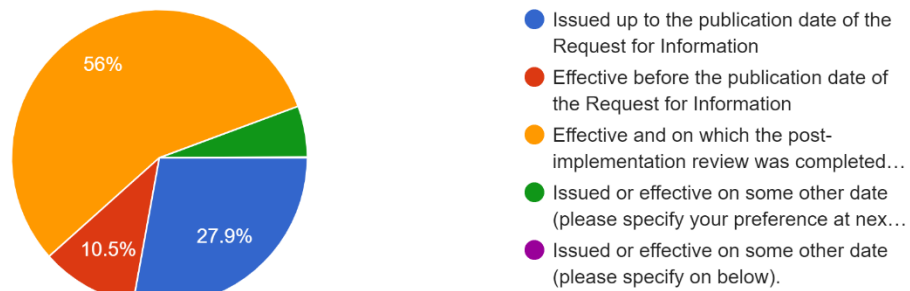 56%
10.5%
27.9%
Issued up to the publication date of the
Request for Information
Effective before the publication date of
the Request for Information
Effective and on which the post-
implementation review was completed…
Issued or effective on some other date
(please specify your preference at nex…
Issued or effective on some other date
(please specify on below).